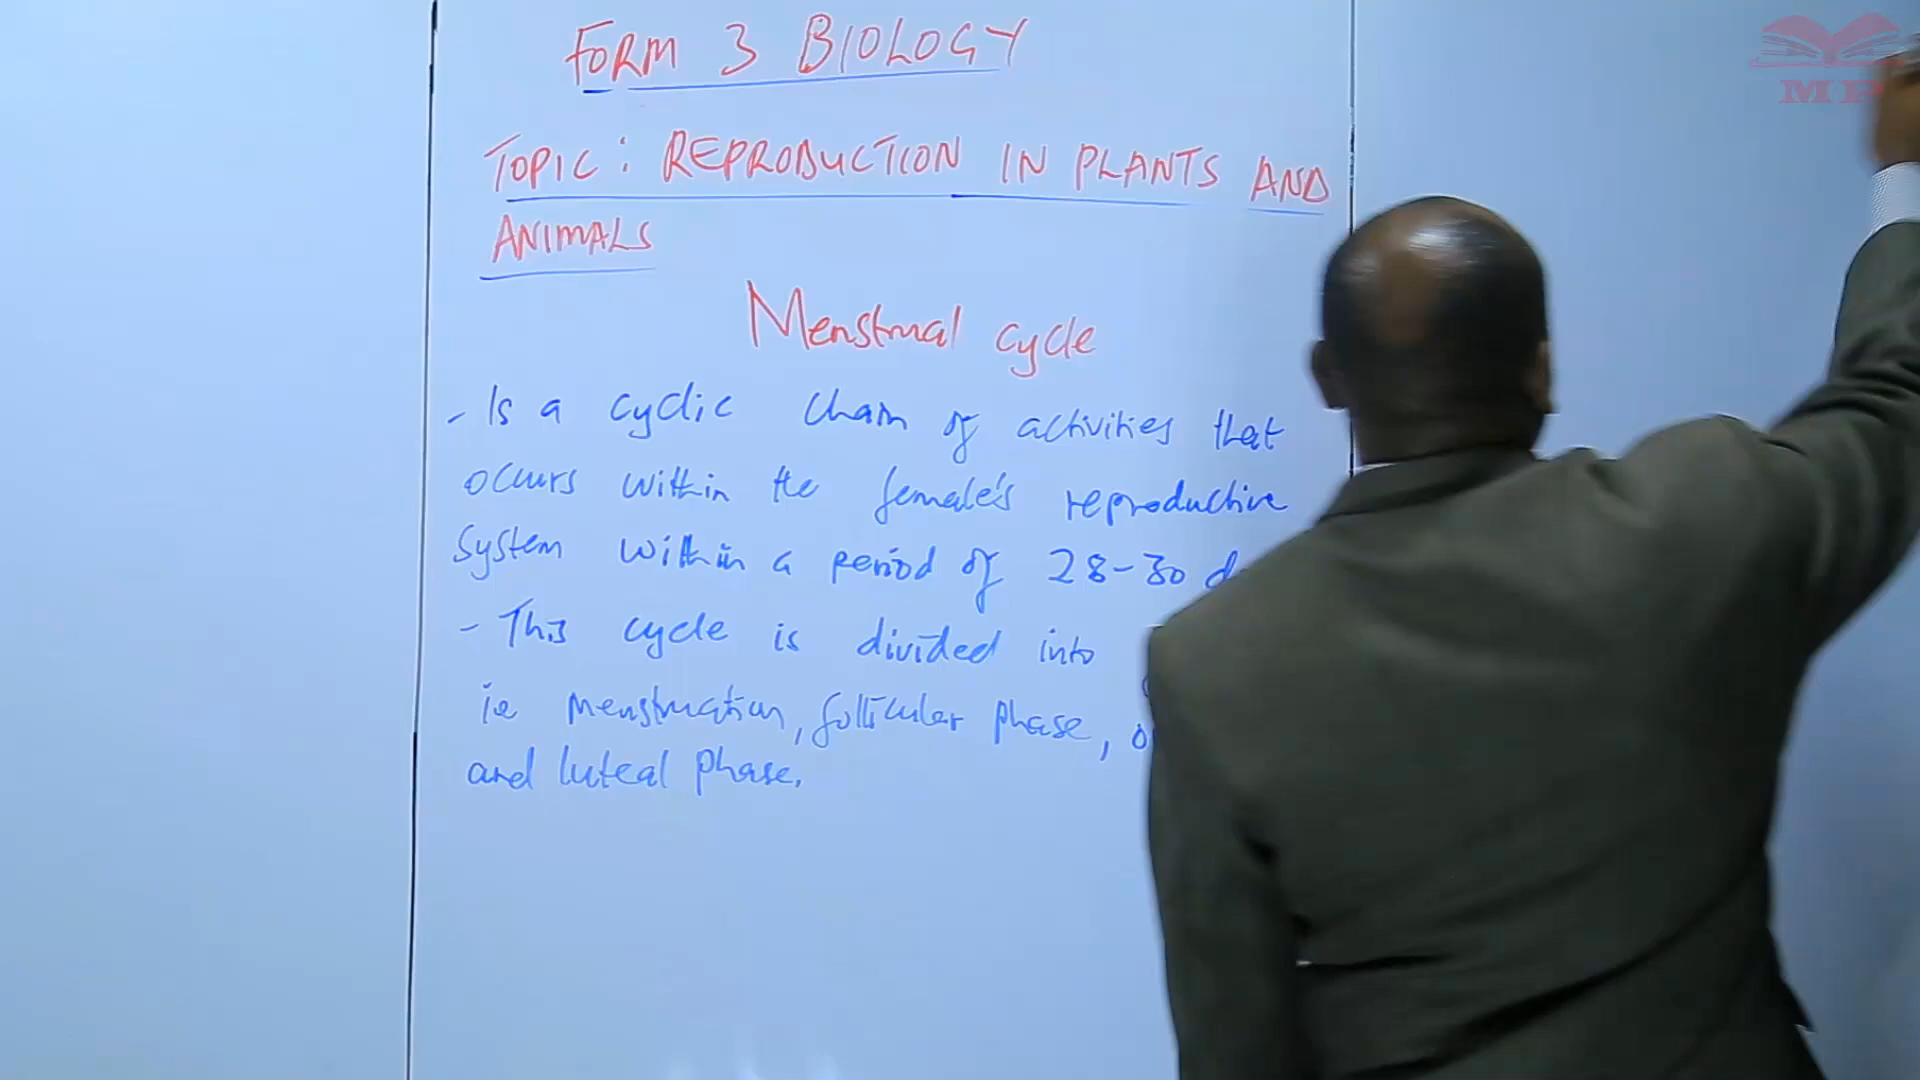 FORM 3 BIOLOGY
TOPIC: REPRODUCTION IN PLANTS AND
ANIMALS
Menstrual cycle
- Is a cyclic chain of activities that
occurs within the female's reproductive
system within a period of 28-30
- This cycle is divided into
ie menstruation, follicular phase,
and luteal phase.
MP